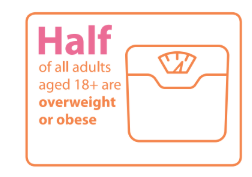 Half
of all adults
aged 18+ are
overweight
or obese